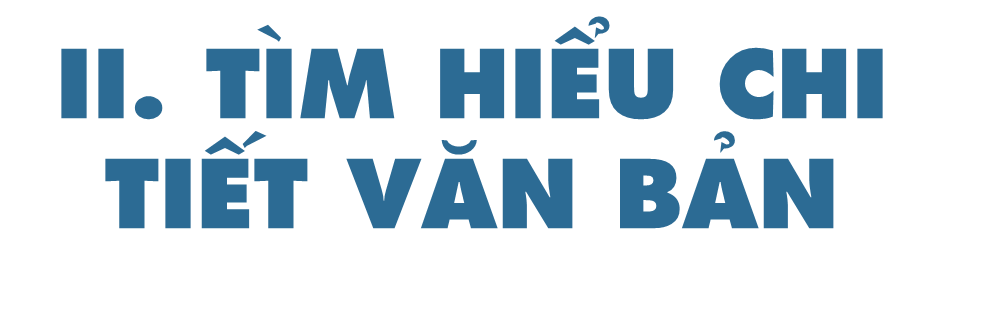 II. TÌM HIỂU CHI
TIẾT VĂN BẢN